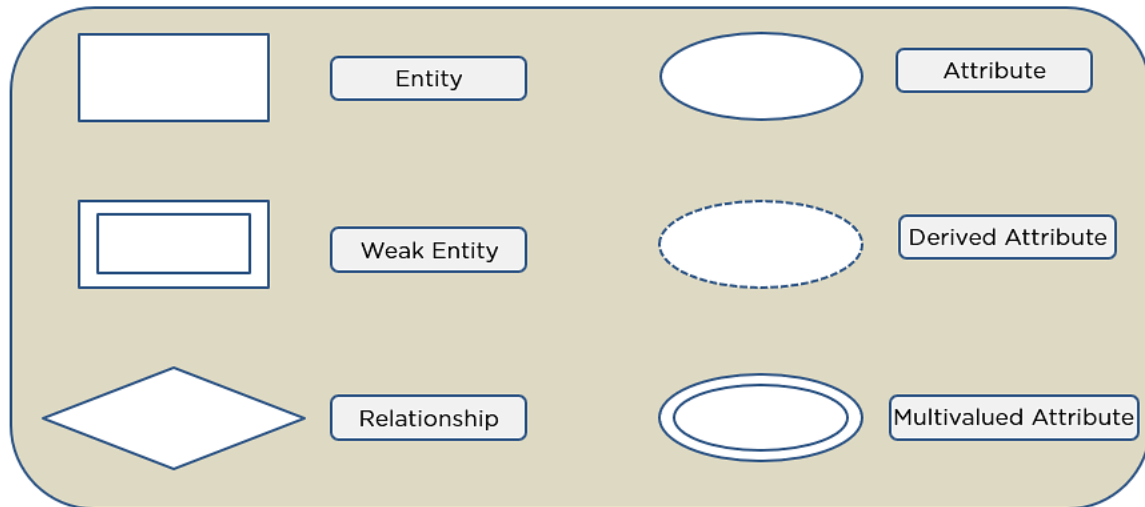 Entity
Attribute
Weak Entity
Derived Attribute
Relationship
Multivalued Attribute